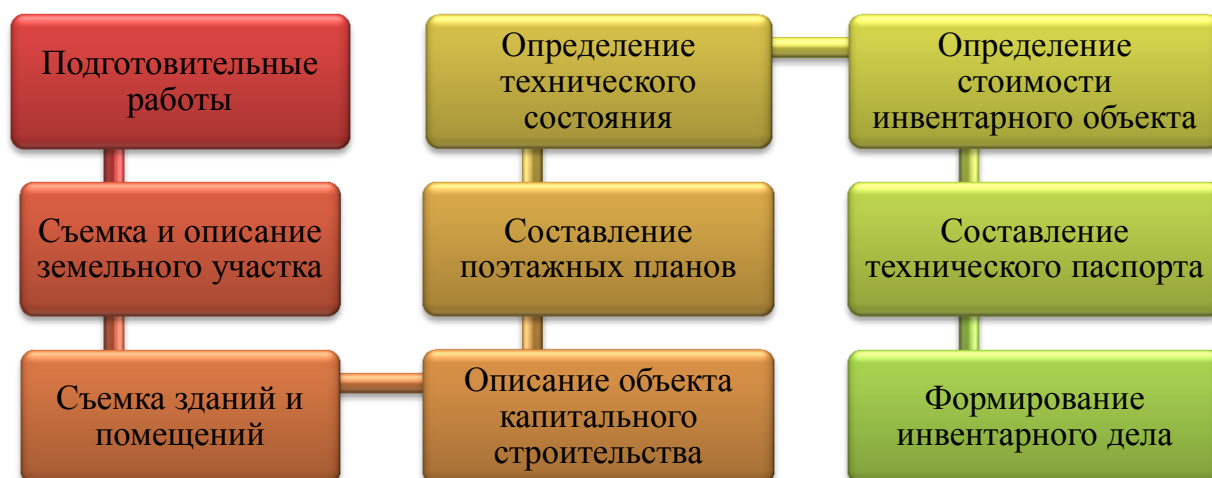 Подготовительные
работы
Съемка и описание
земельного участка
Съемка зданий и
помещений
Описание объекта
капитального
строительства
Составление
поэтажных планов
Определение
технического
состояния
Определение
стоимости
инвентарного объекта
Составление
технического паспорта
Формирование
инвентарного дела